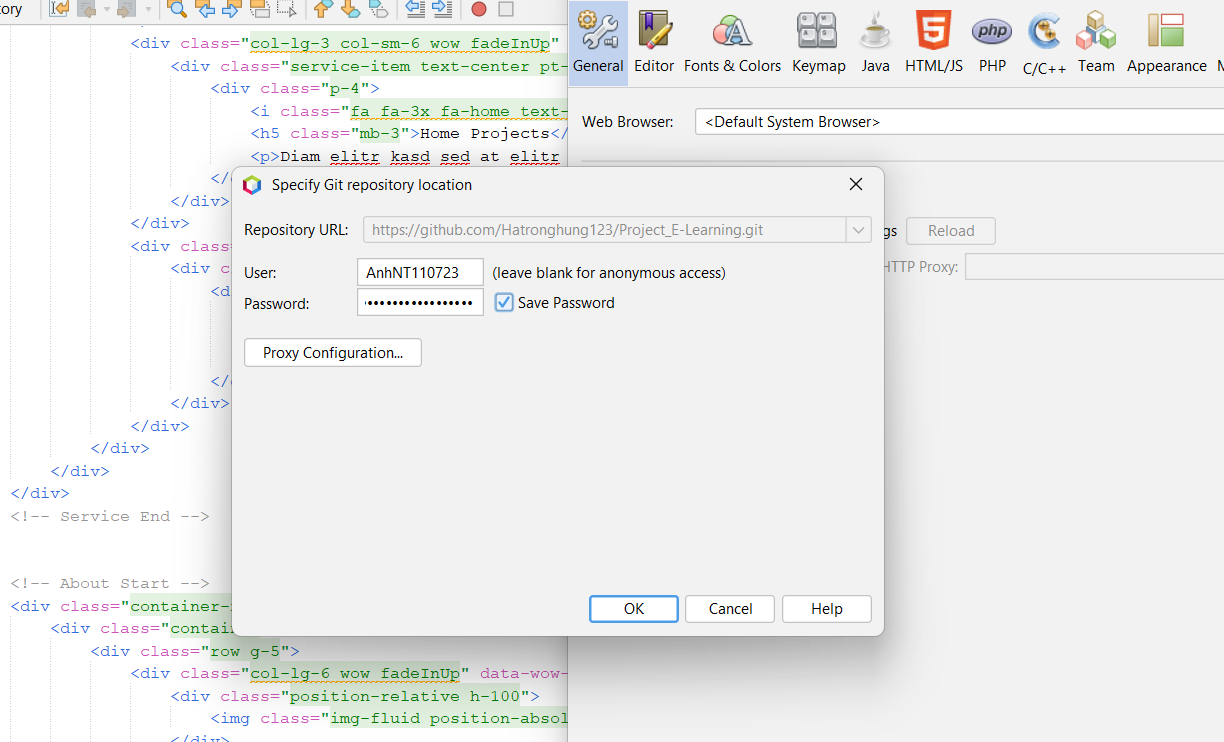 ory
<div class="col-lg-3 col-sm-6 wow fadeInUp"
<div class="service-item text-center pt-
<div class="p-4">
<i class="fa fa-3x fa-home text-
<h5 class="mb-3">Home Projects</
<p>Diam elitr kasd sed at elitr
</
</div>
</div>
<div clas
<div c
<d
</
</div>
</div>
</div>
</div>
</div>
<!-- Service End -->
<!-- About Start -->
<div class="container-
<div class="contai
<div class="row g-5">
<div class="col-lg-6 wow fadeInUp" data-wow-
<div class="position-relative h-100">
<img class="img-fluid position-absol
</div>
General Editor Fonts & Colors Keymap Java HTML/JS PHP C/C++ Team Appearance M
Web Browser: <Default System Browser>
gs Reload
HTTP Proxy:
Specify Git repository location
Repository URL: https://github.com/Hatronghung123/Project_E-Learning.git
User: AnhNT110723 (leave blank for anonymous access)
Password: •••••••••••••••• Save Password
Proxy Configuration...
OK Cancel Help